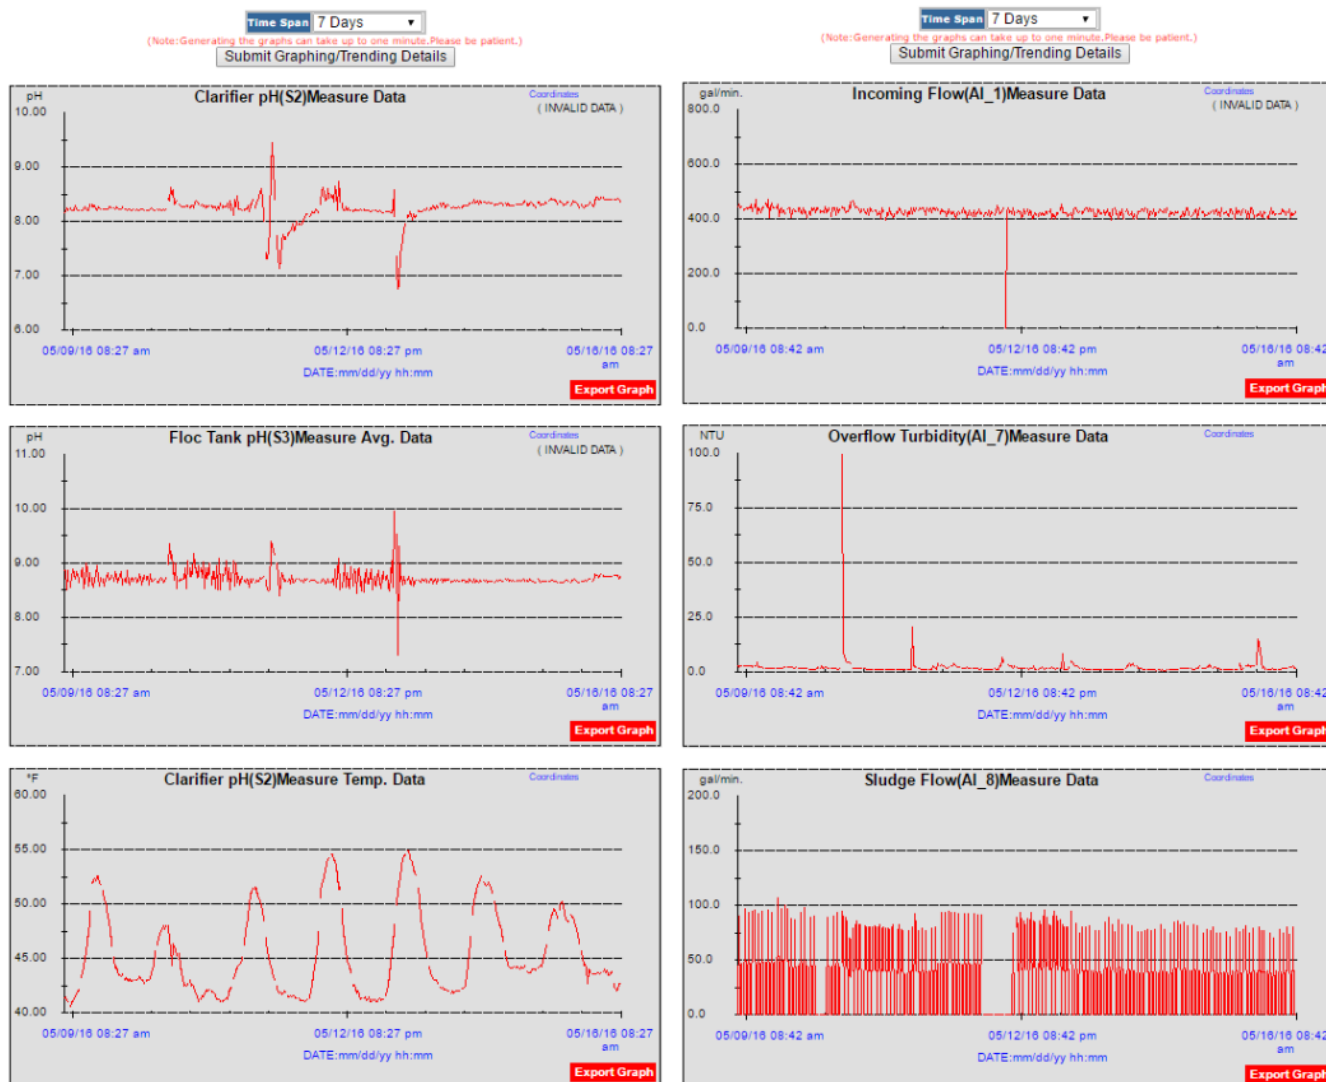 Time Span 7 Days
(Note:Generating the graphs can take up to one minute.Please be patient.)
Submit Graphing/Trending Details
pH
Clarifier pH(S2)Measure Data
Coordinates
( INVALID DATA )
10.00
9.00
8.00
7.00
6.00
05/09/16 08:27 am
05/12/16 08:27 pm
05/16/16 08:27
am
DATE:mm/dd/yy hh:mm
Export Graph
pH
Floc Tank pH(S3)Measure Avg. Data
Coordinates
( INVALID DATA )
11.00
10.00
9.00
8.00
7.00
05/09/16 08:27 am
05/12/16 08:27 pm
05/16/16 08:27
am
DATE:mm/dd/yy hh:mm
Export Graph
°F
Clarifier pH(S2)Measure Temp. Data
Coordinates
60.00
55.00
50.00
45.00
40.00
05/09/16 08:27 am
05/12/16 08:27 pm
05/16/16 08:27
am
DATE:mm/dd/yy hh:mm
Export Graph
Time Span 7 Days
(Note:Generating the graphs can take up to one minute.Please be patient.)
Submit Graphing/Trending Details
gal/min.
Incoming Flow(AI_1)Measure Data
Coordinates
( INVALID DATA )
800.0
600.0
400.0
200.0
0.0
05/09/16 08:42 am
05/12/16 08:42 pm
05/16/16 08:42
am
DATE:mm/dd/yy hh:mm
Export Graph
NTU
Overflow Turbidity(AI_7)Measure Data
Coordinates
100.0
75.0
50.0
25.0
0.0
05/09/16 08:42 am
05/12/16 08:42 pm
05/16/16 08:42
am
DATE:mm/dd/yy hh:mm
Export Graph
gal/min.
Sludge Flow(AI_8)Measure Data
Coordinates
200.0
150.0
100.0
50.0
0.0
05/09/16 08:42 am
05/12/16 08:42 pm
05/16/16 08:42
am
DATE:mm/dd/yy hh:mm
Export Graph